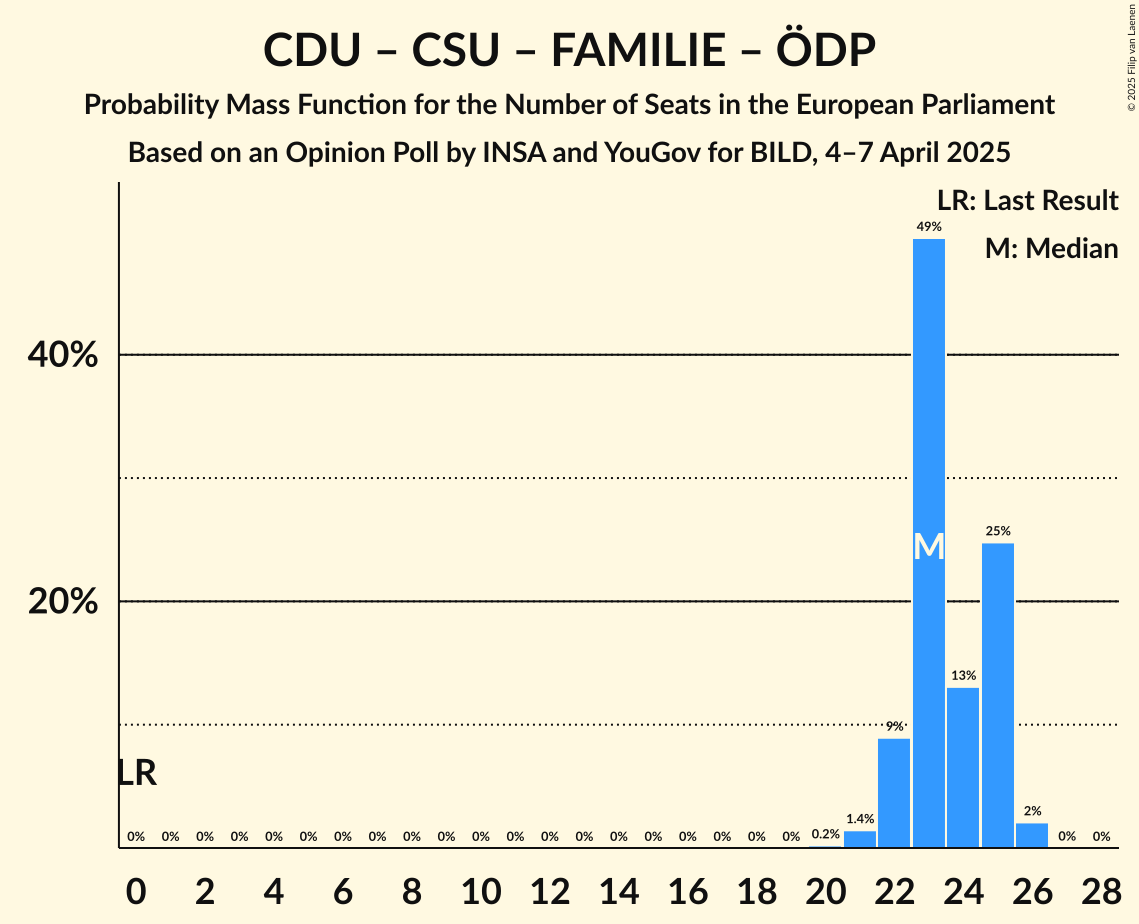 CDU – CSU – FAMILIE – ÖDP
Probability Mass Function for the Number of Seats in the European Parliament
Based on an Opinion Poll by INSA and YouGov for BILD, 4–7 April 2025
© 2025 Filip van Laenen
LR: Last Result
M: Median
49%
40%
25%
M
20%
13%
9%
LR
0% 0% 0% 0% 0% 0% 0% 0% 0% 0% 0% 0% 0% 0% 0% 0% 0% 0% 0% 0% 0.2% 1.4% 2% 0% 0%
0 2 4 6 8 10 12 14 16 18 20 22 24 26 28